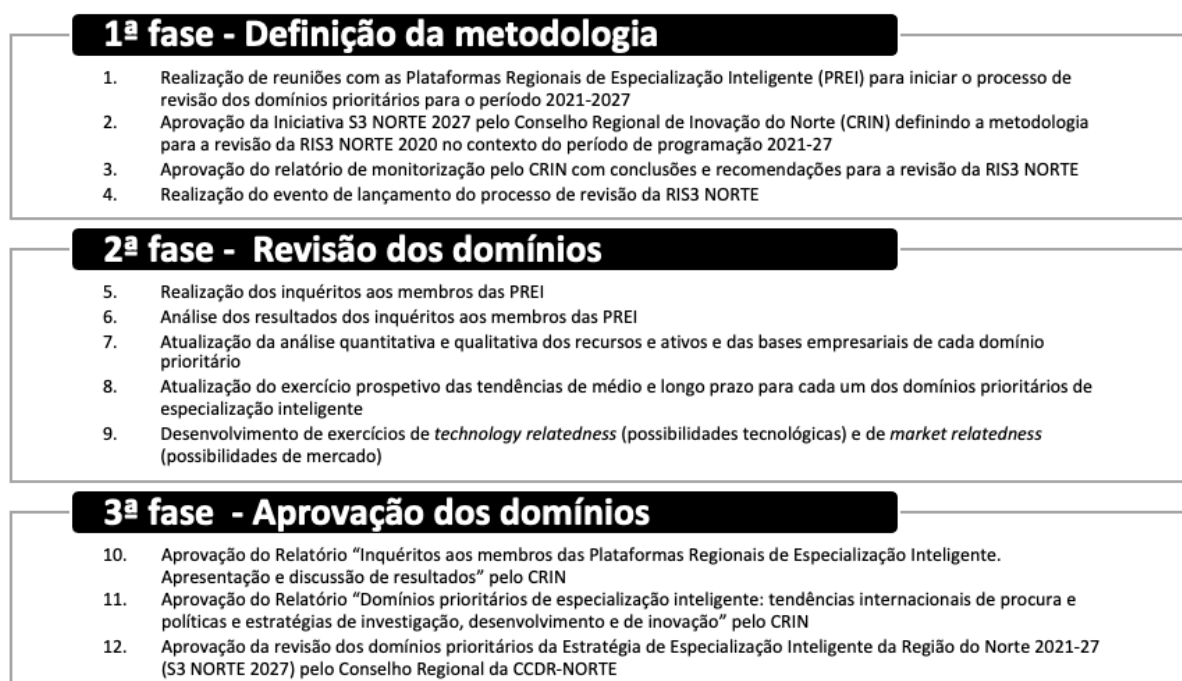 1ª fase - Definição da metodologia
1. Realização de reuniões com as Plataformas Regionais de Especialização Inteligente (PREI) para iniciar o processo de
revisão dos domínios prioritários para o período 2021-2027
2. Aprovação da Iniciativa S3 NORTE 2027 pelo Conselho Regional de Inovação do Norte (CRIN) definindo a metodologia
para a revisão da RIS3 NORTE 2020 no contexto do período de programação 2021-27
3. Aprovação do relatório de monitorização pelo CRIN com conclusões e recomendações para a revisão da RIS3 NORTE
4. Realização do evento de lançamento do processo de revisão da RIS3 NORTE
2ª fase - Revisão dos domínios
5. Realização dos inquéritos aos membros das PREI
6. Análise dos resultados dos inquéritos aos membros das PREI
7. Atualização da análise quantitativa e qualitativa dos recursos e ativos e das bases empresariais de cada domínio
prioritário
8. Atualização do exercício prospetivo das tendências de médio e longo prazo para cada um dos domínios prioritários de
especialização inteligente
9. Desenvolvimento de exercícios de technology relatedness (possibilidades tecnológicas) e de market relatedness
(possibilidades de mercado)
3ª fase - Aprovação dos domínios
10. Aprovação do Relatório “Inquéritos aos membros das Plataformas Regionais de Especialização Inteligente.
Apresentação e discussão de resultados” pelo CRIN
11. Aprovação do Relatório “Domínios prioritários de especialização inteligente: tendências internacionais de procura e
políticas e estratégias de investigação, desenvolvimento e de inovação” pelo CRIN
12. Aprovação da revisão dos domínios prioritários da Estratégia de Especialização Inteligente da Região do Norte 2021-27
(S3 NORTE 2027) pelo Conselho Regional da CCDR-NORTE